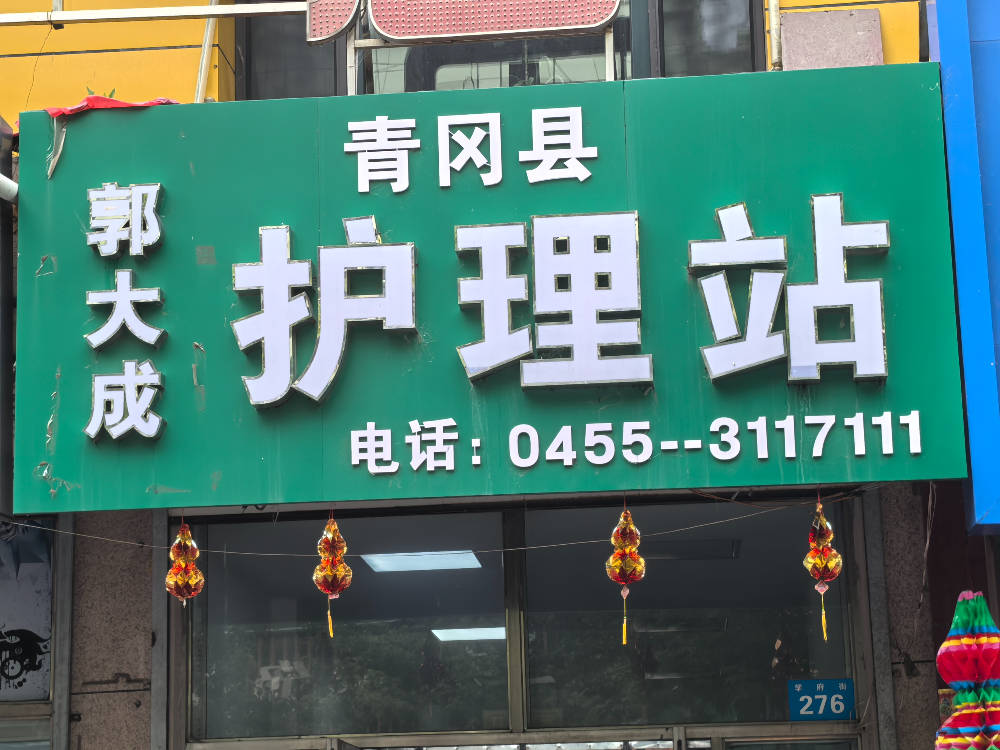 青冈县
郭大成
护理站
电话：0455--3117111
学府街
276